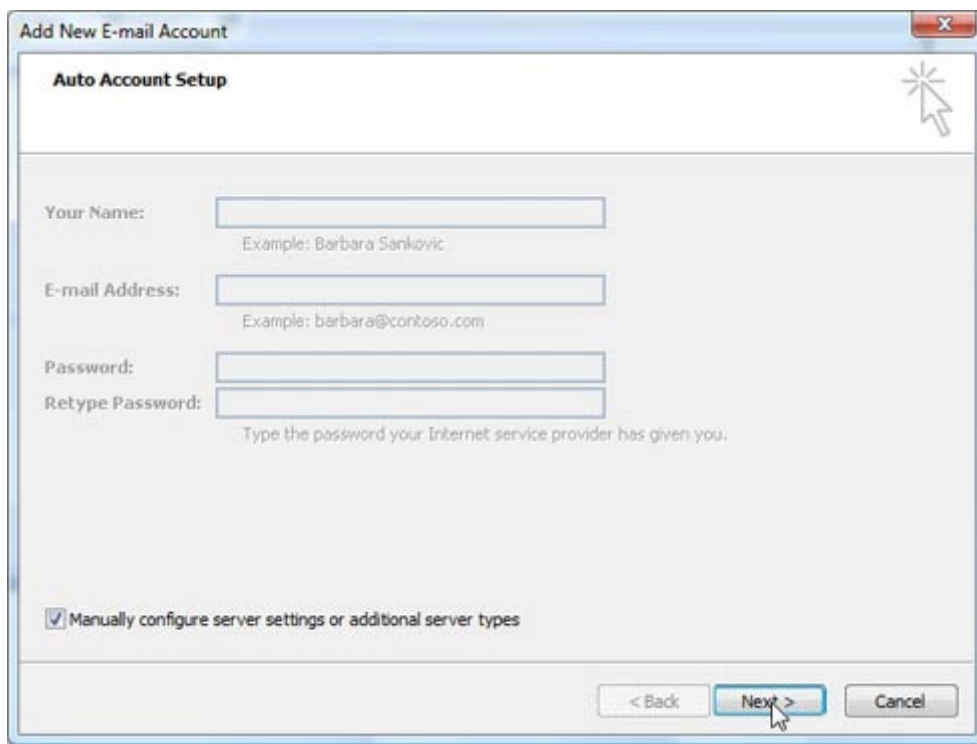 Add New E-mail Account
Auto Account Setup
Your Name:
Example: Barbara Sankovic
E-mail Address:
Example: barbara@contoso.com
Password:
Retype Password:
Type the password your Internet service provider has given you.
Manually configure server settings or additional server types
< Back Next > Cancel